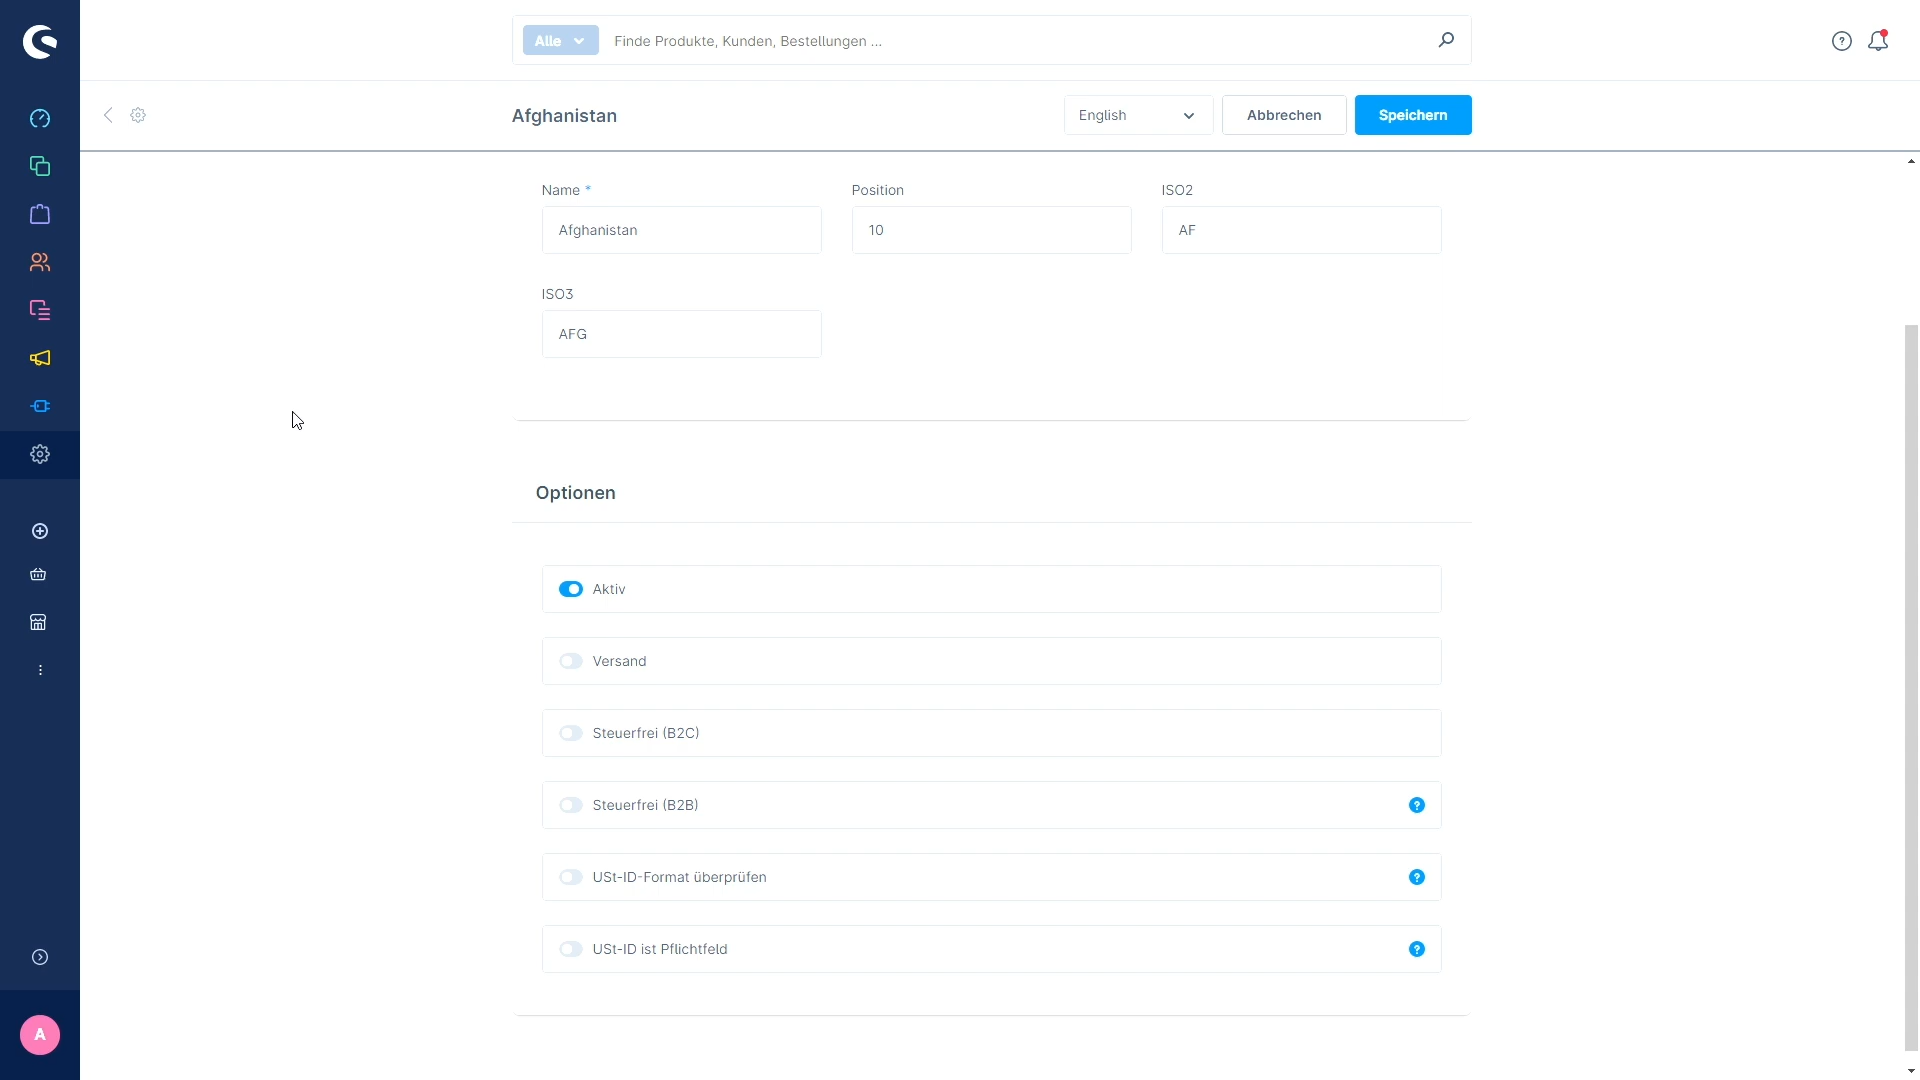 Alle
Finde Produkte, Kunden, Bestellungen ...
Afghanistan
English
Abbrechen
Speichern
Name *
Position
ISO2
Afghanistan
10
AF
ISO3
AFG
Optionen
Aktiv
Versand
Steuerfrei (B2C)
Steuerfrei (B2B)
?
USt-ID-Format überprüfen
?
USt-ID ist Pflichtfeld
?
A